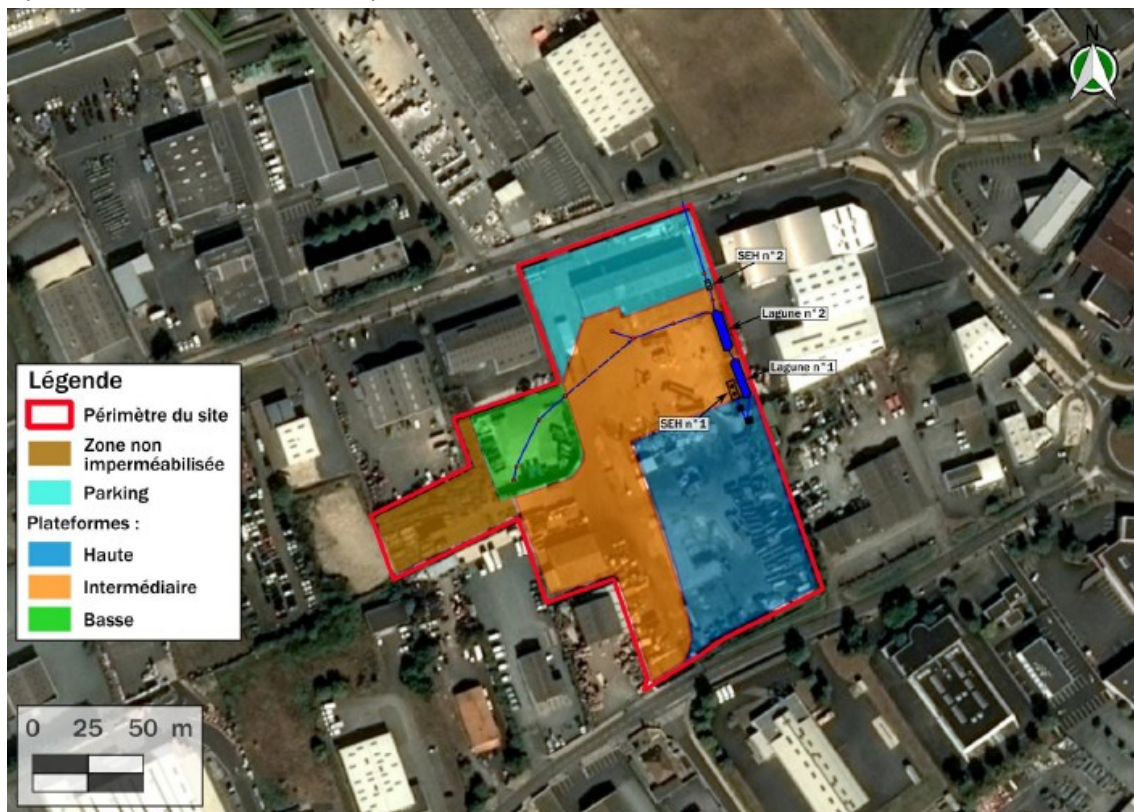 N
SEH n°2
Lagune n°2
Lagune n°1
SEH n°1
Légende
Périmètre du site
Zone non
imperméabilisée
Parking
Plateformes :
Haute
Intermédiaire
Basse
0 25 50 m